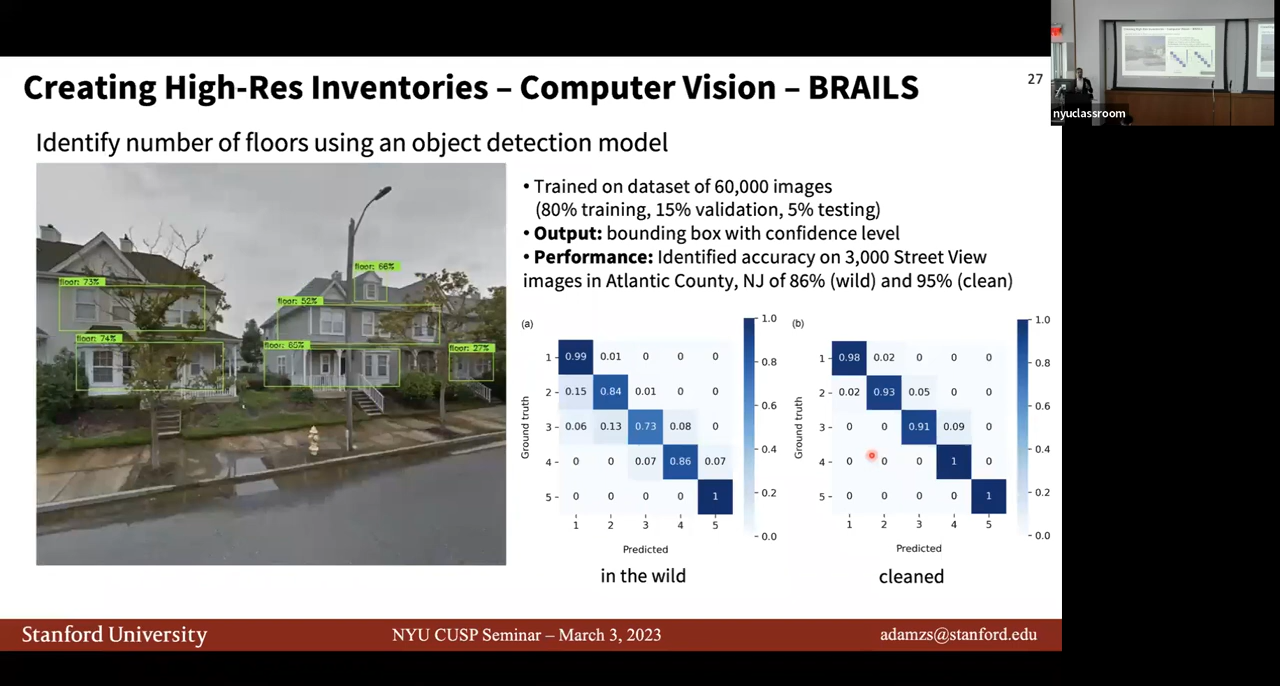 Creating High-Res Inventories – Computer Vision – BRAILS
27
nyuclassroom
Identify number of floors using an object detection model
floor: 73%
floor: 74%
floor: 66%
floor: 52%
floor: 65%
floor: 27%
• Trained on dataset of 60,000 images
(80% training, 15% validation, 5% testing)
• Output: bounding box with confidence level
• Performance: Identified accuracy on 3,000 Street View
images in Atlantic County, NJ of 86% (wild) and 95% (clean)
(a)
Ground truth
1 0.99 0.01 0 0 0
2 0.15 0.84 0.01 0 0
3 0.06 0.13 0.73 0.08 0
4 0 0 0.07 0.86 0.07
5 0 0 0 0 1
1 2 3 4 5
Predicted
1.0
0.8
0.6
0.4
0.2
0.0
in the wild
(b)
Ground truth
1 0.98 0.02 0 0 0
2 0.02 0.93 0.05 0 0
3 0 0 0.91 0.09 0
4 0 0 0 1 0
5 0 0 0 0 1
1 2 3 4 5
Predicted
1.0
0.8
0.6
0.4
0.2
0.0
cleaned
Stanford University
NYU CUSP Seminar – March 3, 2023
adamzs@stanford.edu